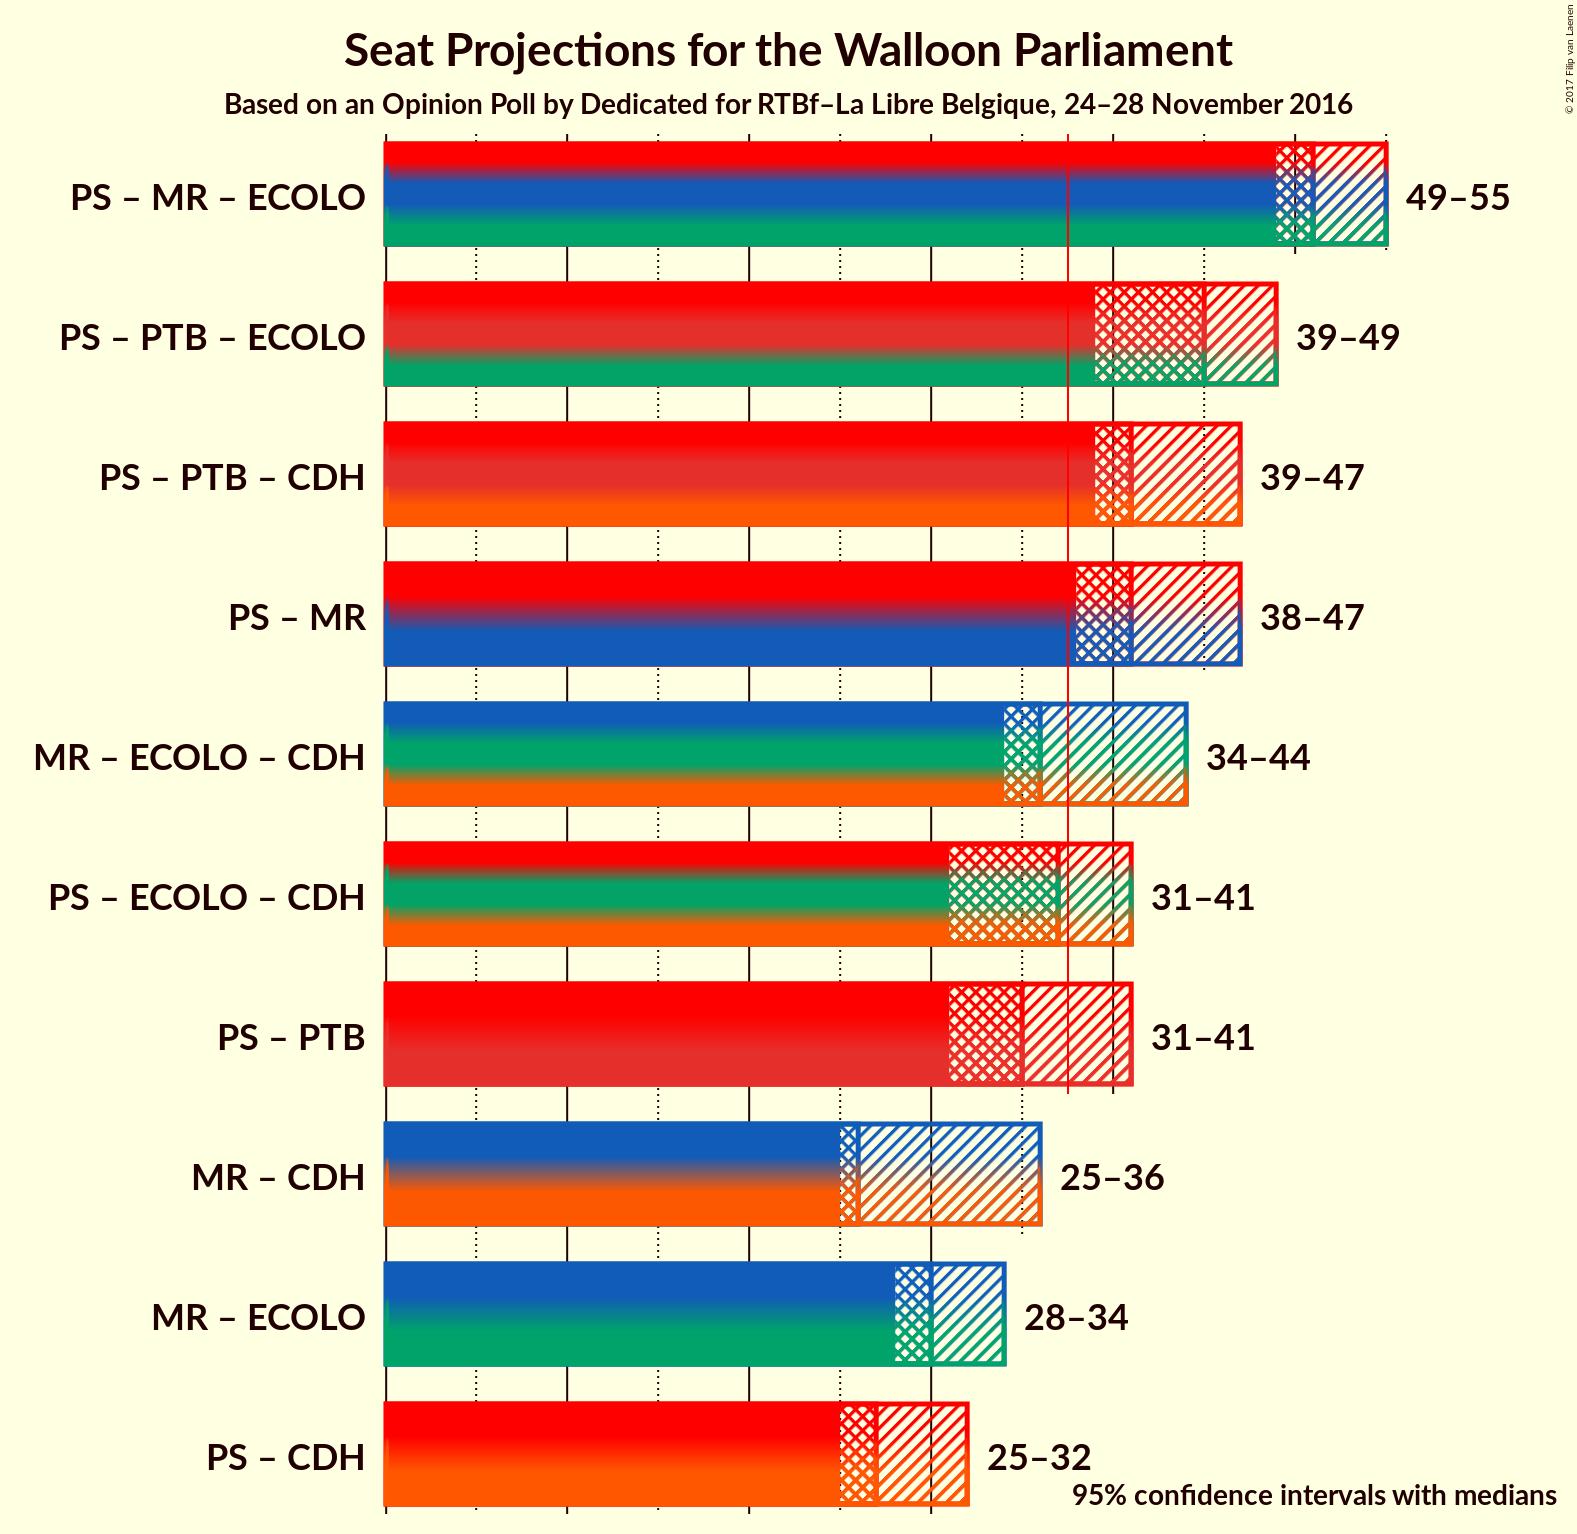 Seat Projections for the Walloon Parliament
Based on an Opinion Poll by Dedicated for RTBf–La Libre Belgique, 24–28 November 2016
© 2017 Filip van Laenen
PS – MR – ECOLO 49–55
PS – PTB – ECOLO 39–49
PS – PTB – CDH 39–47
PS – MR 38–47
MR – ECOLO – CDH 34–44
PS – ECOLO – CDH 31–41
PS – PTB 31–41
MR – CDH 25–36
MR – ECOLO 28–34
PS – CDH 25–32
95% confidence intervals with medians